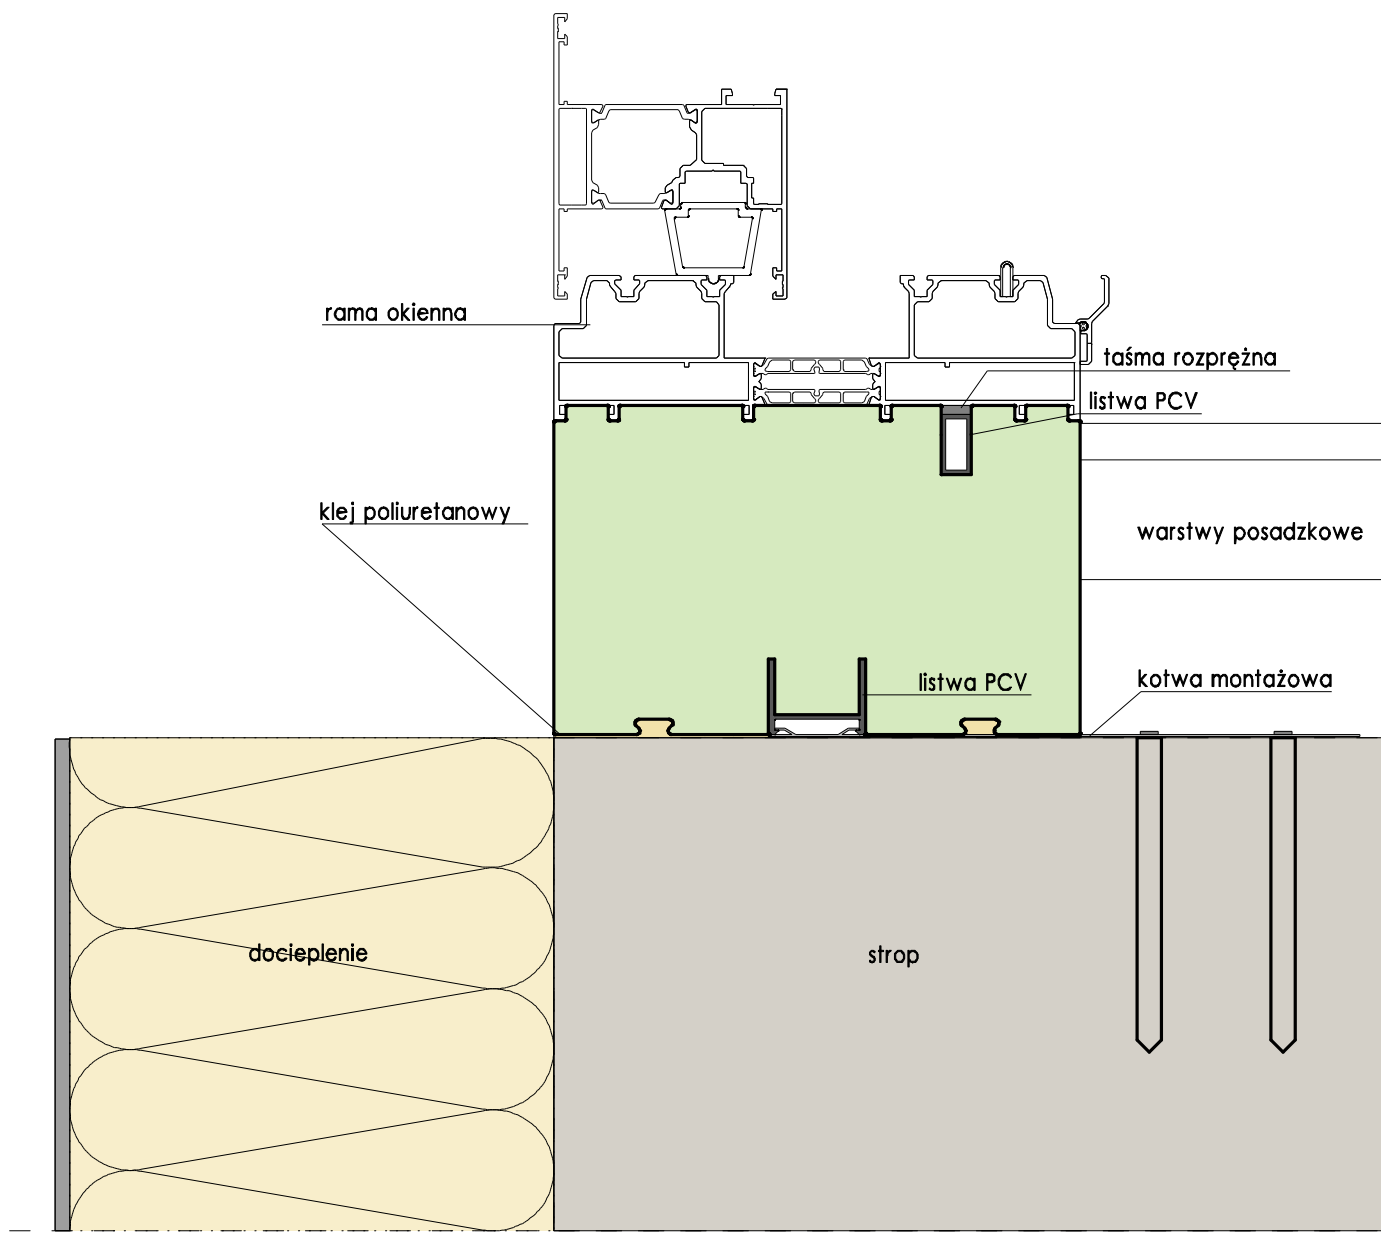 rama okienna
taśma rozprężna
listwa PCV
klej poliuretanowy
warstwy posadzkowe
listwa PCV
kotwa montażowa
docieplenie
strop